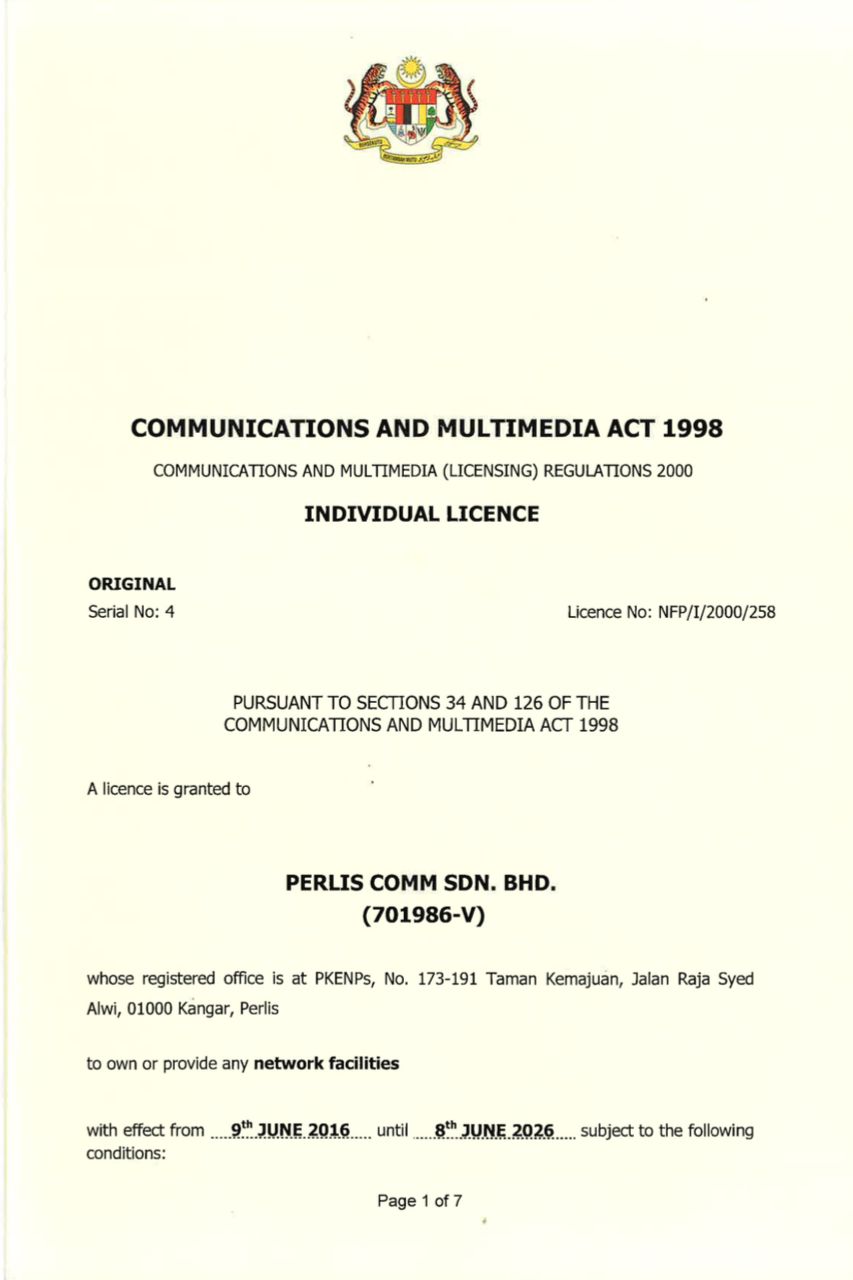 BERSEKUTU
BERTAMBAH MUTU
COMMUNICATIONS AND MULTIMEDIA ACT 1998
COMMUNICATIONS AND MULTIMEDIA (LICENSING) REGULATIONS 2000
INDIVIDUAL LICENCE
ORIGINAL
Serial No: 4 Licence No: NFP/I/2000/258
PURSUANT TO SECTIONS 34 AND 126 OF THE
COMMUNICATIONS AND MULTIMEDIA ACT 1998
A licence is granted to
PERLIS COMM SDN. BHD.
(701986-V)
whose registered office is at PKENPs, No. 173-191 Taman Kemajuan, Jalan Raja Syed
Alwi, 01000 Kangar, Perlis
to own or provide any network facilities
with effect from ....9th JUNE 2016.... until ....8th JUNE 2026.... subject to the following
conditions:
Page 1 of 7